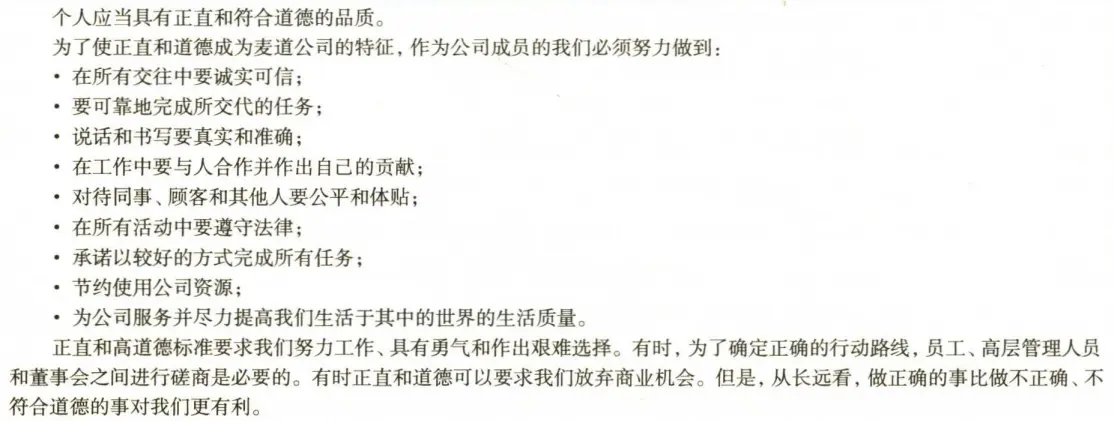 个人应当具有正直和符合道德的品质。
为了使正直和道德成为麦道公司的特征，作为公司成员的我们必须努力做到：
• 在所有交往中要诚实可信；
• 要可靠地完成所交代的任务；
• 说话和书写要真实和准确；
• 在工作中要与人合作并作出自己的贡献；
• 对待同事、顾客和其他人要公平和体贴；
• 在所有活动中要遵守法律；
• 承诺以较好的方式完成所有任务；
• 节约使用公司资源；
• 为公司服务并尽力提高我们生活于其中的世界的生活质量。
正直和高道德标准要求我们努力工作、具有勇气和作出艰难选择。有时，为了确定正确的行动路线，员工、高层管理人员
和董事会之间进行磋商是必要的。有时正直和道德可以要求我们放弃商业机会。但是，从长远看，做正确的事比做不正确、不
符合道德的事对我们更有利。